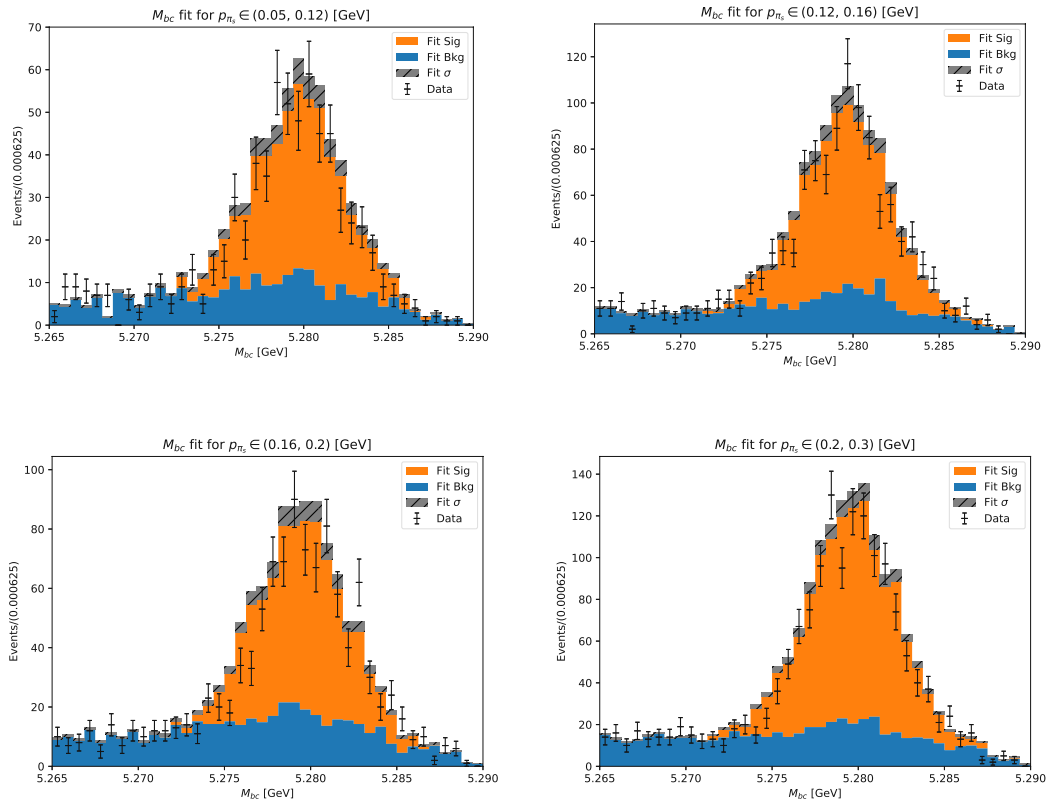 M_bc fit for p_π_s ∈ (0.05, 0.12) [GeV]
Events/(0.000625)
70
60
50
40
30
20
10
0
Fit Sig
Fit Bkg
Fit σ
Data
5.265 5.270 5.275 5.280 5.285 5.290
M_bc [GeV]
M_bc fit for p_π_s ∈ (0.12, 0.16) [GeV]
Events/(0.000625)
120
100
80
60
40
20
0
Fit Sig
Fit Bkg
Fit σ
Data
5.265 5.270 5.275 5.280 5.285 5.290
M_bc [GeV]
M_bc fit for p_π_s ∈ (0.16, 0.2) [GeV]
Events/(0.000625)
100
80
60
40
20
0
Fit Sig
Fit Bkg
Fit σ
Data
5.265 5.270 5.275 5.280 5.285 5.290
M_bc [GeV]
M_bc fit for p_π_s ∈ (0.2, 0.3) [GeV]
Events/(0.000625)
140
120
100
80
60
40
20
0
Fit Sig
Fit Bkg
Fit σ
Data
5.265 5.270 5.275 5.280 5.285 5.290
M_bc [GeV]